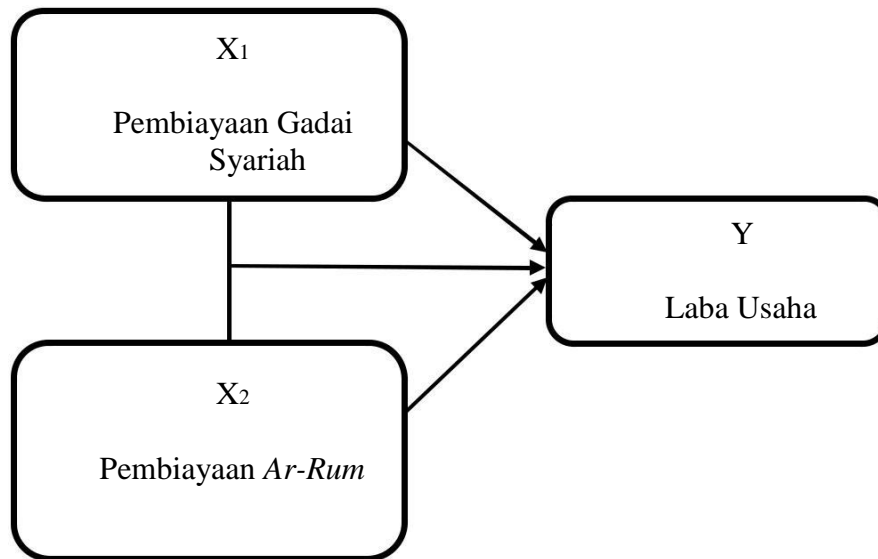 X1
Pembiayaan Gadai
Syariah
Y
Laba Usaha
X2
Pembiayaan Ar-Rum